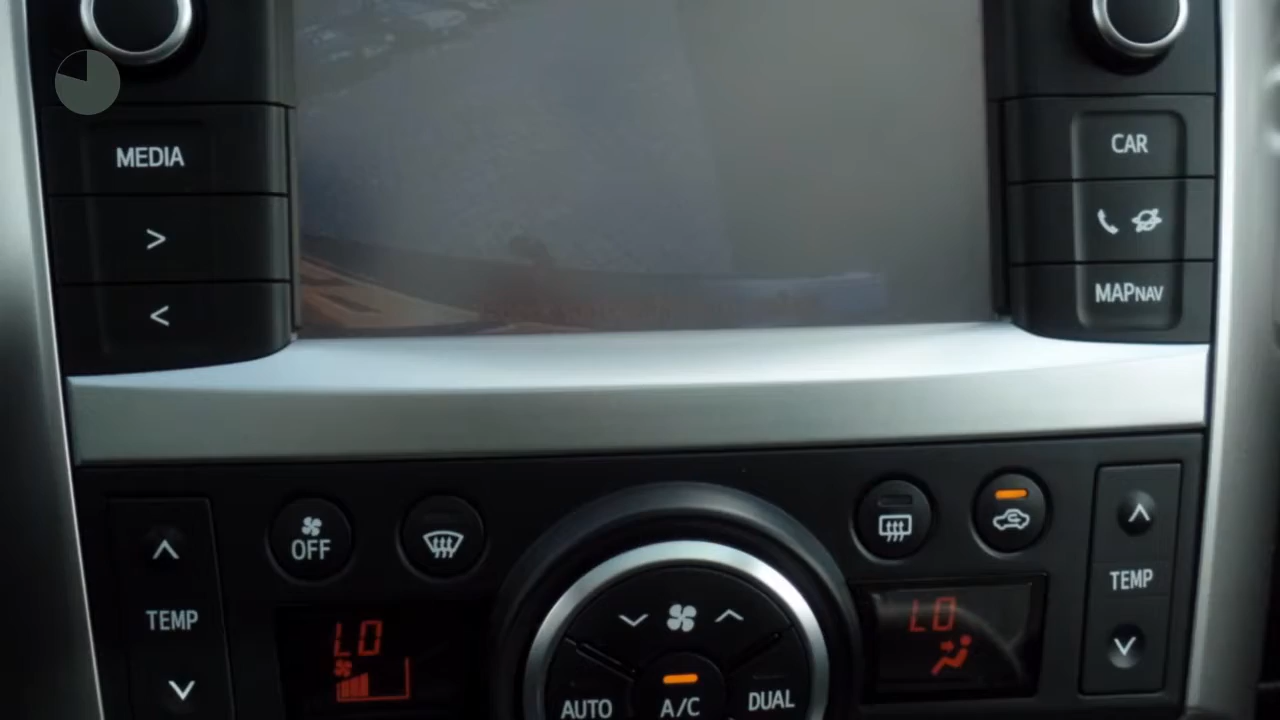 MEDIA
>
<
CAR
MAPNAV
OFF
TEMP
LO
AUTO
A/C
DUAL
LO
TEMP